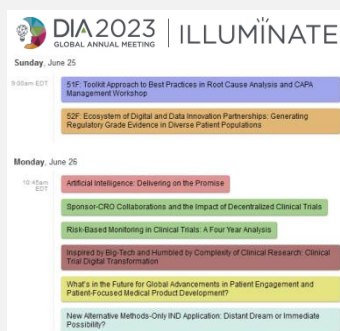 DIA2023 | ILLUMÏNATE
GLOBAL ANNUAL MEETING
Sunday, June 25
9:00am EDT
51F: Toolkit Approach to Best Practices in Root Cause Analysis and CAPA
Management Workshop
52F: Ecosystem of Digital and Data Innovation Partnerships: Generating
Regulatory Grade Evidence in Diverse Patient Populations
Monday, June 26
10:45am
EDT
Artificial Intelligence: Delivering on the Promise
Sponsor-CRO Collaborations and the Impact of Decentralized Clinical Trials
Risk-Based Monitoring in Clinical Trials: A Four Year Analysis
Inspired by Big-Tech and Humbled by Complexity of Clinical Research: Clinical
Trial Digital Transformation
What's in the Future for Global Advancements in Patient Engagement and
Patient-Focused Medical Product Development?
New Alternative Methods-Only IND Application: Distant Dream or Immediate
Possibility?